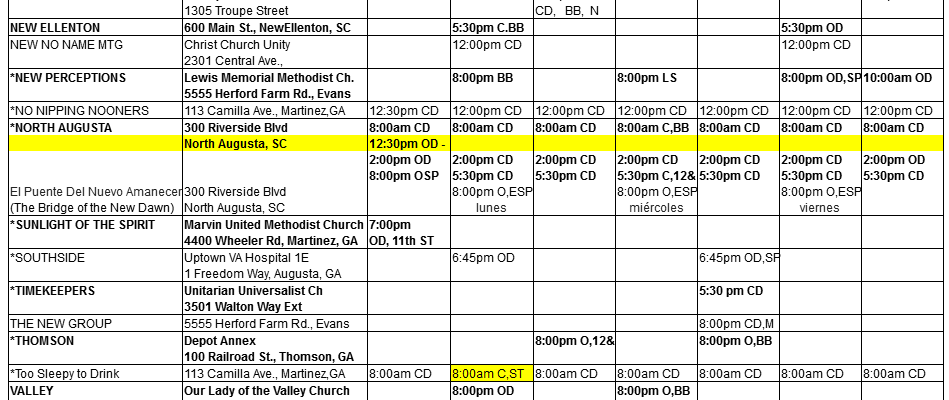 1305 Troupe Street CD, BB, N
NEW ELLENTON 600 Main St., NewEllenton, SC 5:30pm C.BB 5:30pm OD
NEW NO NAME MTG Christ Church Unity 12:00pm CD 12:00pm CD
2301 Central Ave.,
*NEW PERCEPTIONS Lewis Memorial Methodist Ch. 8:00pm BB 8:00pm LS 8:00pm OD,SP 10:00am OD
5555 Herford Farm Rd., Evans
*NO NIPPING NOONERS 113 Camilla Ave., Martinez,GA 12:30pm CD 12:00pm CD 12:00pm CD 12:00pm CD 12:00pm CD 12:00pm CD 12:00pm CD
*NORTH AUGUSTA 300 Riverside Blvd 8:00am CD 8:00am CD 8:00am CD 8:00am C,BB 8:00am CD 8:00am CD 8:00am CD
North Augusta, SC 12:30pm OD -
2:00pm OD 2:00pm CD 2:00pm CD 2:00pm CD 2:00pm CD 2:00pm CD 2:00pm OD
8:00pm OSP 5:30pm CD 5:30pm CD 5:30pm C,12& 5:30pm CD 5:30pm CD 5:30pm CD
El Puente Del Nuevo Amanecer 300 Riverside Blvd 8:00pm O,ESP 8:00pm O,ESP 8:00pm O,ESP
(The Bridge of the New Dawn) North Augusta, SC lunes miércoles viernes
*SUNLIGHT OF THE SPIRIT Marvin United Methodist Church 7:00pm
4400 Wheeler Rd, Martinez, GA OD, 11th ST
*SOUTHSIDE Uptown VA Hospital 1E 6:45pm OD 6:45pm OD,SP
1 Freedom Way, Augusta, GA
*TIMEKEEPERS Unitarian Universalist Ch 5:30 pm CD
3501 Walton Way Ext
THE NEW GROUP 5555 Herford Farm Rd., Evans 8:00pm CD,M
*THOMSON Depot Annex 8:00pm O,12& 8:00pm O,BB
100 Railroad St., Thomson, GA
*Too Sleepy to Drink 113 Camilla Ave., Martinez,GA 8:00am CD 8:00am C,ST 8:00am CD 8:00am CD 8:00am CD 8:00am CD 8:00am CD
VALLEY Our Lady of the Valley Church 8:00pm OD 8:00pm O,BB